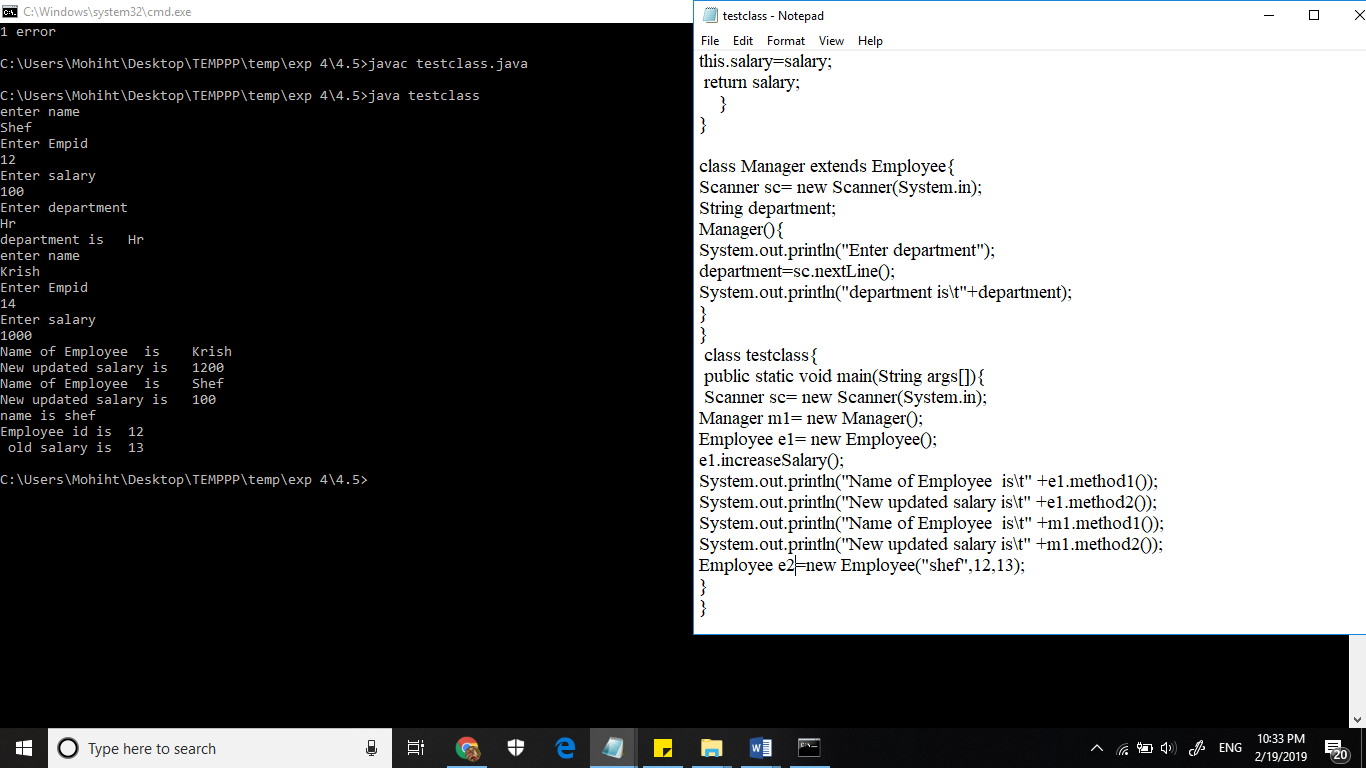 C:\Windows\system32\cmd.exe
1 error
C:\Users\Mohiht\Desktop\TEMPPP\temp\exp 4\4.5>javac testclass.java
C:\Users\Mohiht\Desktop\TEMPPP\temp\exp 4\4.5>java testclass
enter name
Shef
Enter Empid
12
Enter salary
100
Enter department
Hr
department is   Hr
enter name
Krish
Enter Empid
14
Enter salary
1000
Name of Employee  is    Krish
New updated salary is   1200
Name of Employee  is    Shef
New updated salary is   100
name is shef
Employee id is  12
 old salary is  13
C:\Users\Mohiht\Desktop\TEMPPP\temp\exp 4\4.5>
testclass - Notepad
File Edit Format View Help
this.salary=salary;
 return salary;
    }
}
class Manager extends Employee{
Scanner sc= new Scanner(System.in);
String department;
Manager(){
System.out.println("Enter department");
department=sc.nextLine();
System.out.println("department is\t"+department);
}
}
 class testclass{
 public static void main(String args[]){
 Scanner sc= new Scanner(System.in);
Manager m1= new Manager();
Employee e1= new Employee();
e1.increaseSalary();
System.out.println("Name of Employee  is\t" +e1.method1());
System.out.println("New updated salary is\t" +e1.method2());
System.out.println("Name of Employee  is\t" +m1.method1());
System.out.println("New updated salary is\t" +m1.method2());
Employee e2=new Employee("shef",12,13);
}
}
Type here to search
ENG
10:33 PM
2/19/2019
20